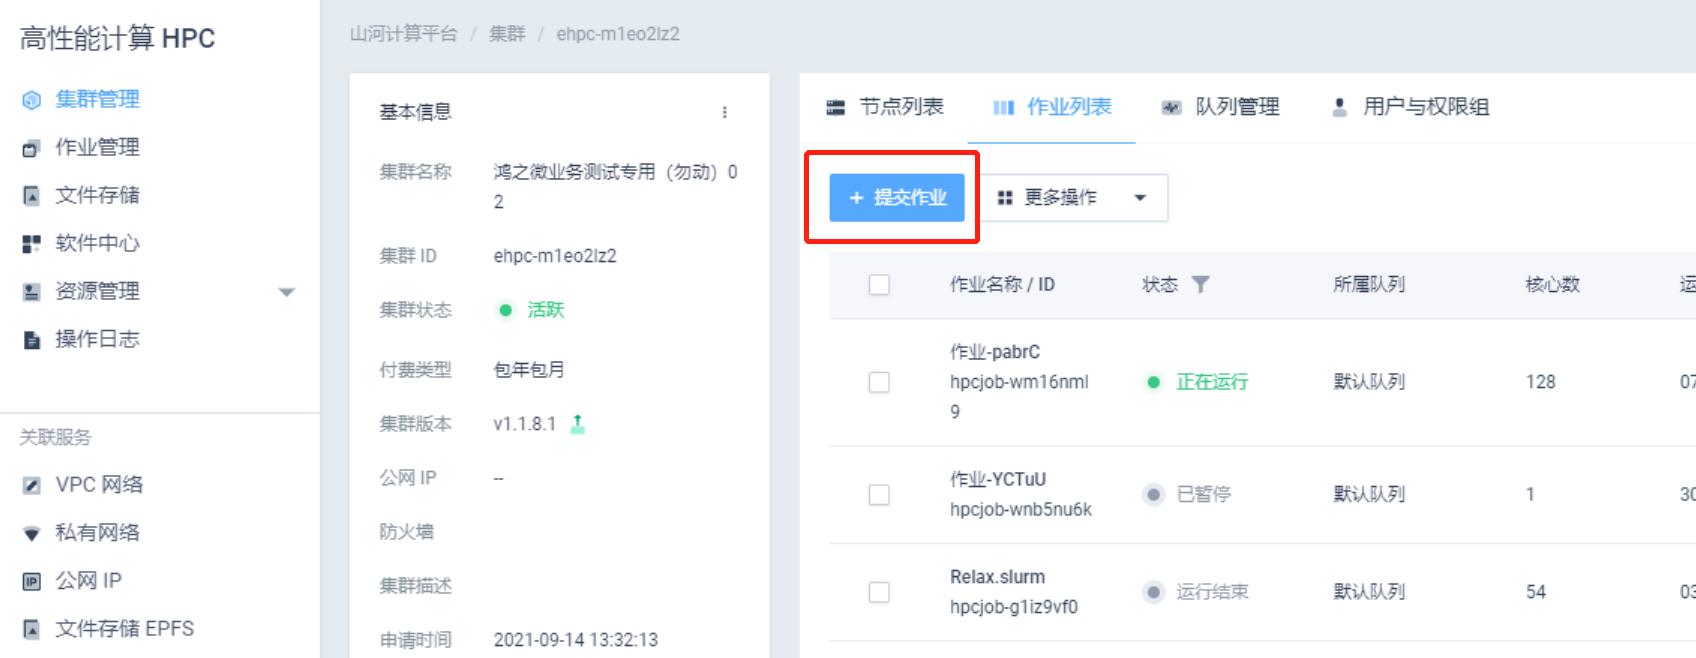 高性能计算 HPC
集群管理
作业管理
文件存储
软件中心
资源管理
操作日志
关联服务
VPC 网络
私有网络
IP 公网 IP
文件存储 EPFS
山河计算平台 / 集群 / ehpc-m1eo2lz2
基本信息
集群名称 鸿之微业务测试专用（勿动）0
2
集群 ID ehpc-m1eo2lz2
集群状态 活跃
付费类型 包年包月
集群版本 v1.1.8.1
公网 IP --
防火墙
集群描述
申请时间 2021-09-14 13:32:13
节点列表 作业列表 队列管理 用户与权限组
+ 提交作业 更多操作
作业名称 / ID 状态 所属队列 核心数 运
作业-pabrC
hpcjob-wm16nml 正在运行 默认队列 128 07
9
作业-YCTuU
hpcjob-wnb5nu6k 已暂停 默认队列 1 30
Relax.slurm
hpcjob-g1iz9vf0 运行结束 默认队列 54 03